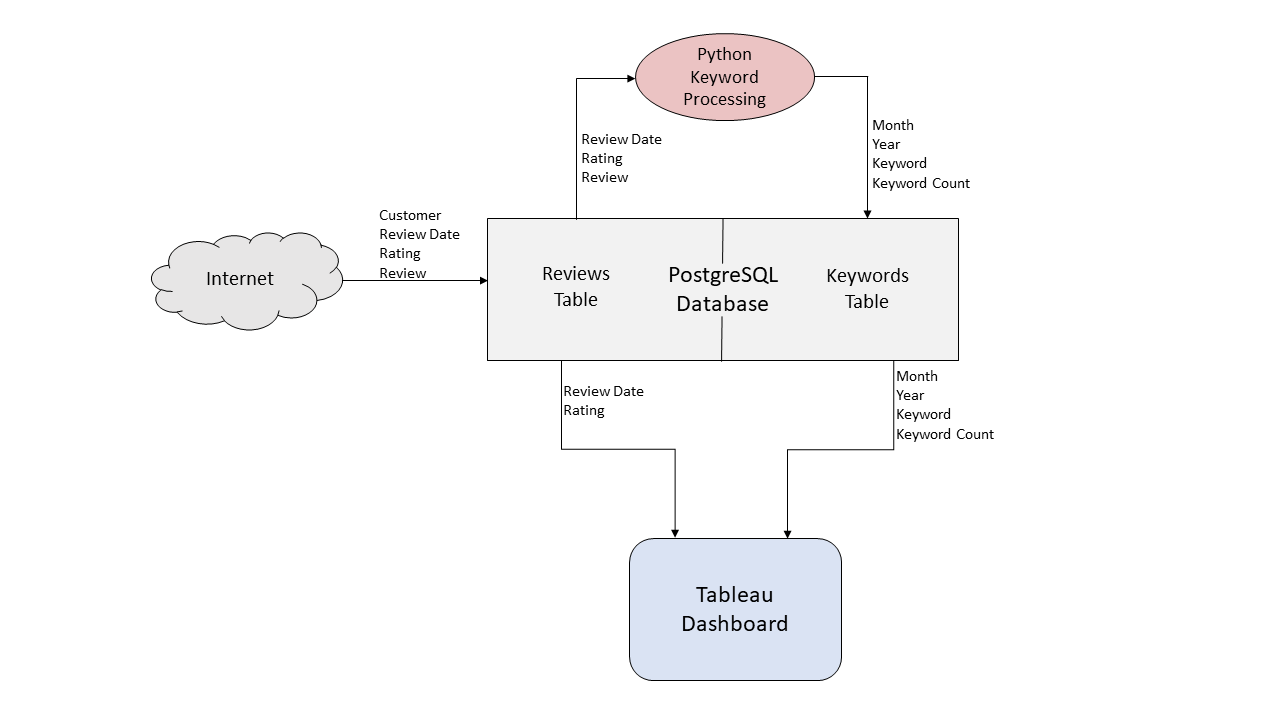 Python
Keyword
Processing
Review Date
Rating
Review
Month
Year
Keyword
Keyword Count
Customer
Review Date
Rating
Review
Internet
Reviews
Table
PostgreSQL
Database
Keywords
Table
Review Date
Rating
Month
Year
Keyword
Keyword Count
Tableau
Dashboard